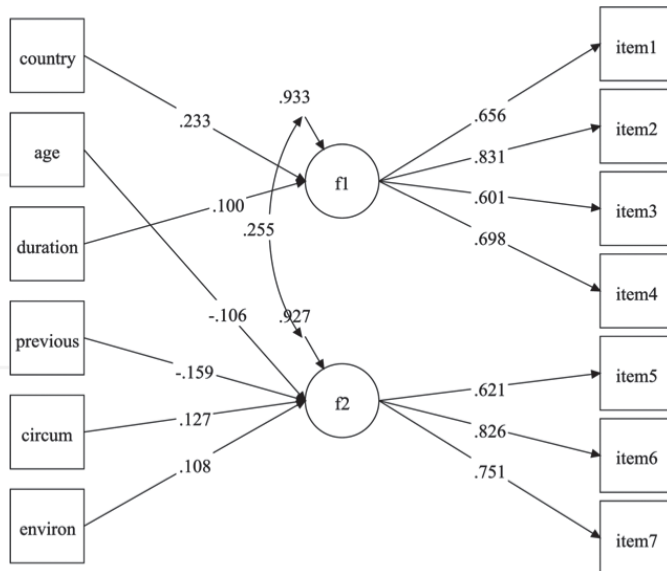 country
age
duration
previous
circum
environ
.233
.100
-.106
-.159
.127
.108
.933
.255
.927
f1
f2
.656
.831
.601
.698
.621
.826
.751
item1
item2
item3
item4
item5
item6
item7